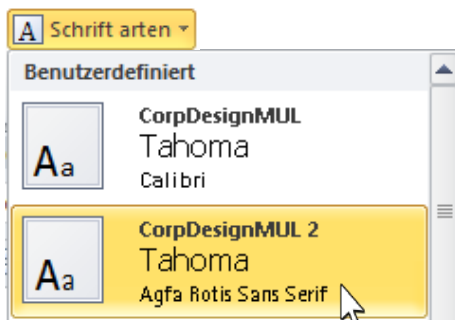 A Schrift arten
Benutzerdefiniert
CorpDesignMUL
Aa Tahoma
Calibri
CorpDesignMUL 2
Aa Tahoma
Agfa Rotis Sans Serif